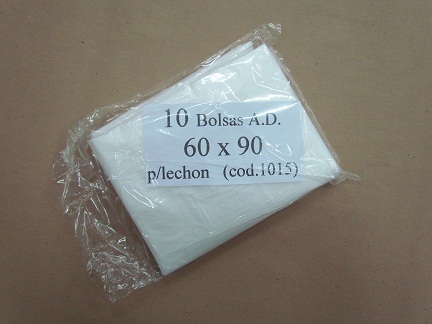 10 Bolsas A.D.
60 x 90
p/lechon (cod.1015)